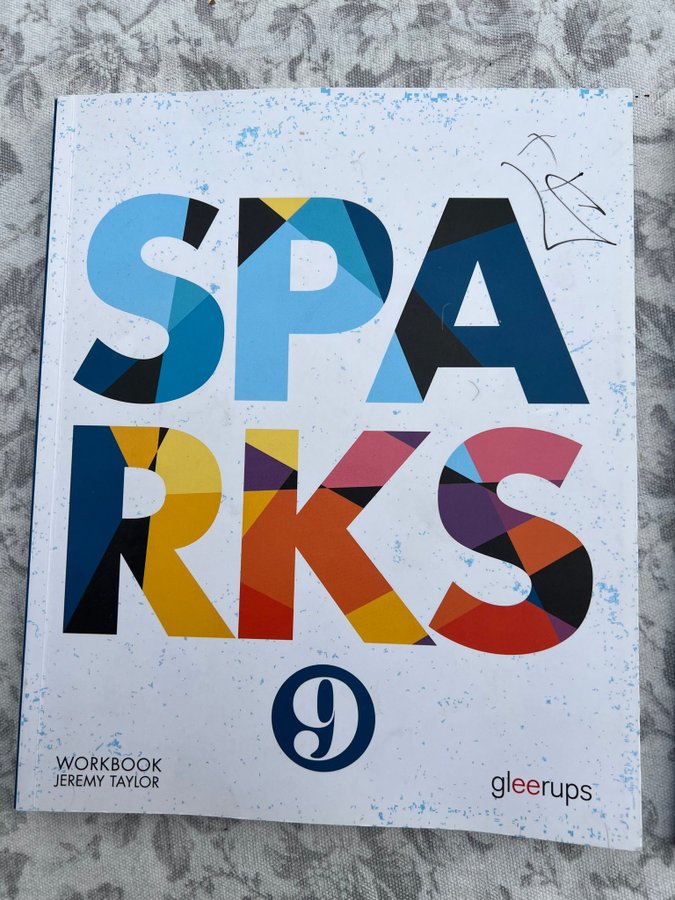 SPA
RKS
9
WORKBOOK
JEREMY TAYLOR
gleerups